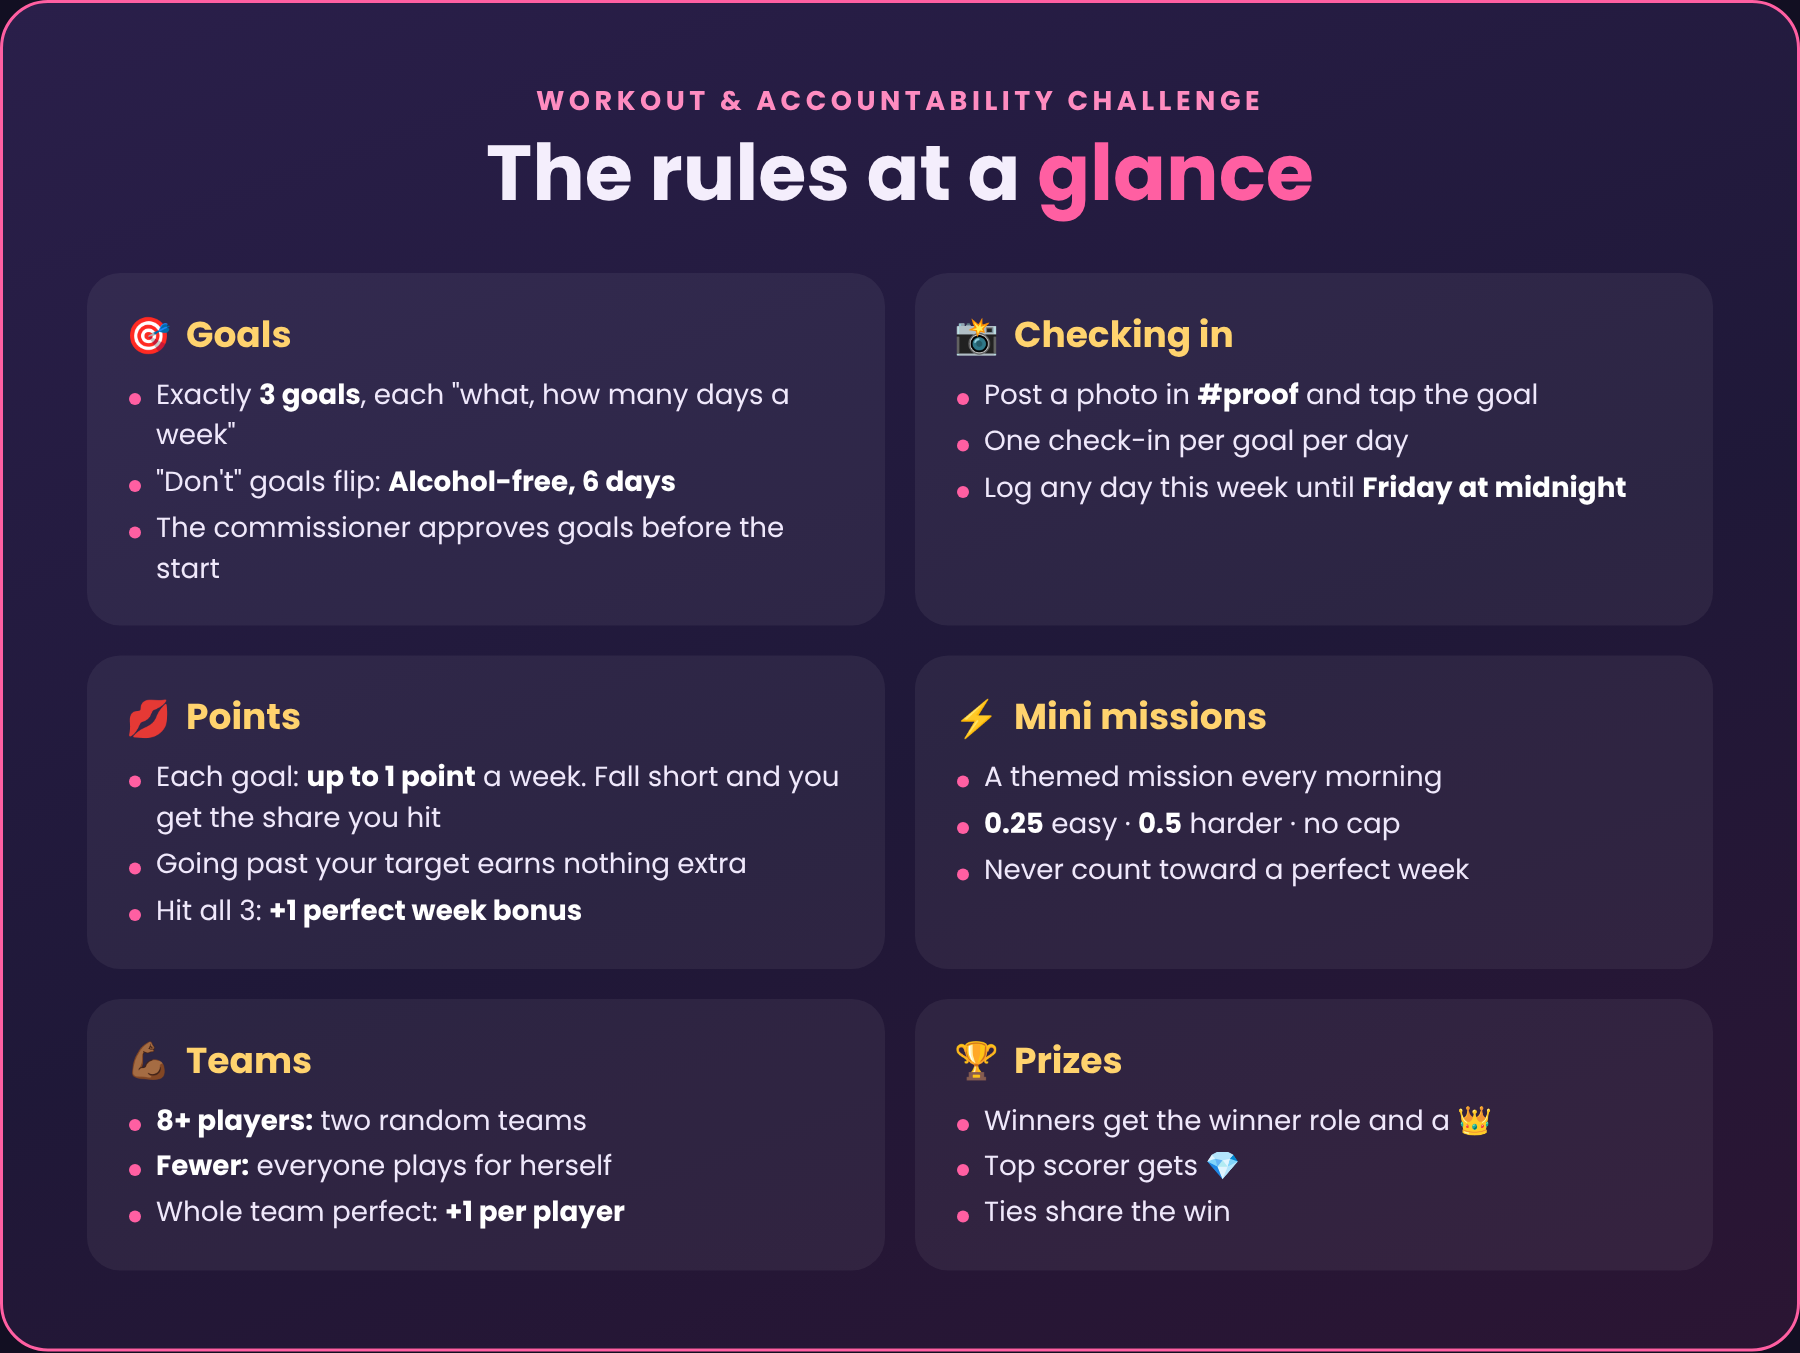 WORKOUT & ACCOUNTABILITY CHALLENGE
The rules at a glance
🎯 Goals
Exactly 3 goals, each "what, how many days a
week"
"Don't" goals flip: Alcohol-free, 6 days
The commissioner approves goals before the
start
📸 Checking in
Post a photo in #proof and tap the goal
One check-in per goal per day
Log any day this week until Friday at midnight
💋 Points
Each goal: up to 1 point a week. Fall short and you
get the share you hit
Going past your target earns nothing extra
Hit all 3: +1 perfect week bonus
⚡ Mini missions
A themed mission every morning
0.25 easy · 0.5 harder · no cap
Never count toward a perfect week
💪🏾 Teams
8+ players: two random teams
Fewer: everyone plays for herself
Whole team perfect: +1 per player
🏆 Prizes
Winners get the winner role and a 👑
Top scorer gets 💎
Ties share the win